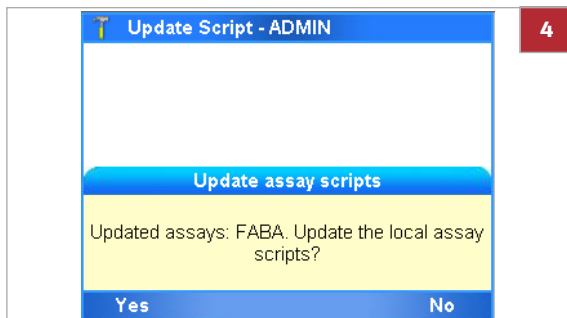 Update Script - ADMIN
4
Update assay scripts
Updated assays: FABA. Update the local assay
scripts?
Yes No